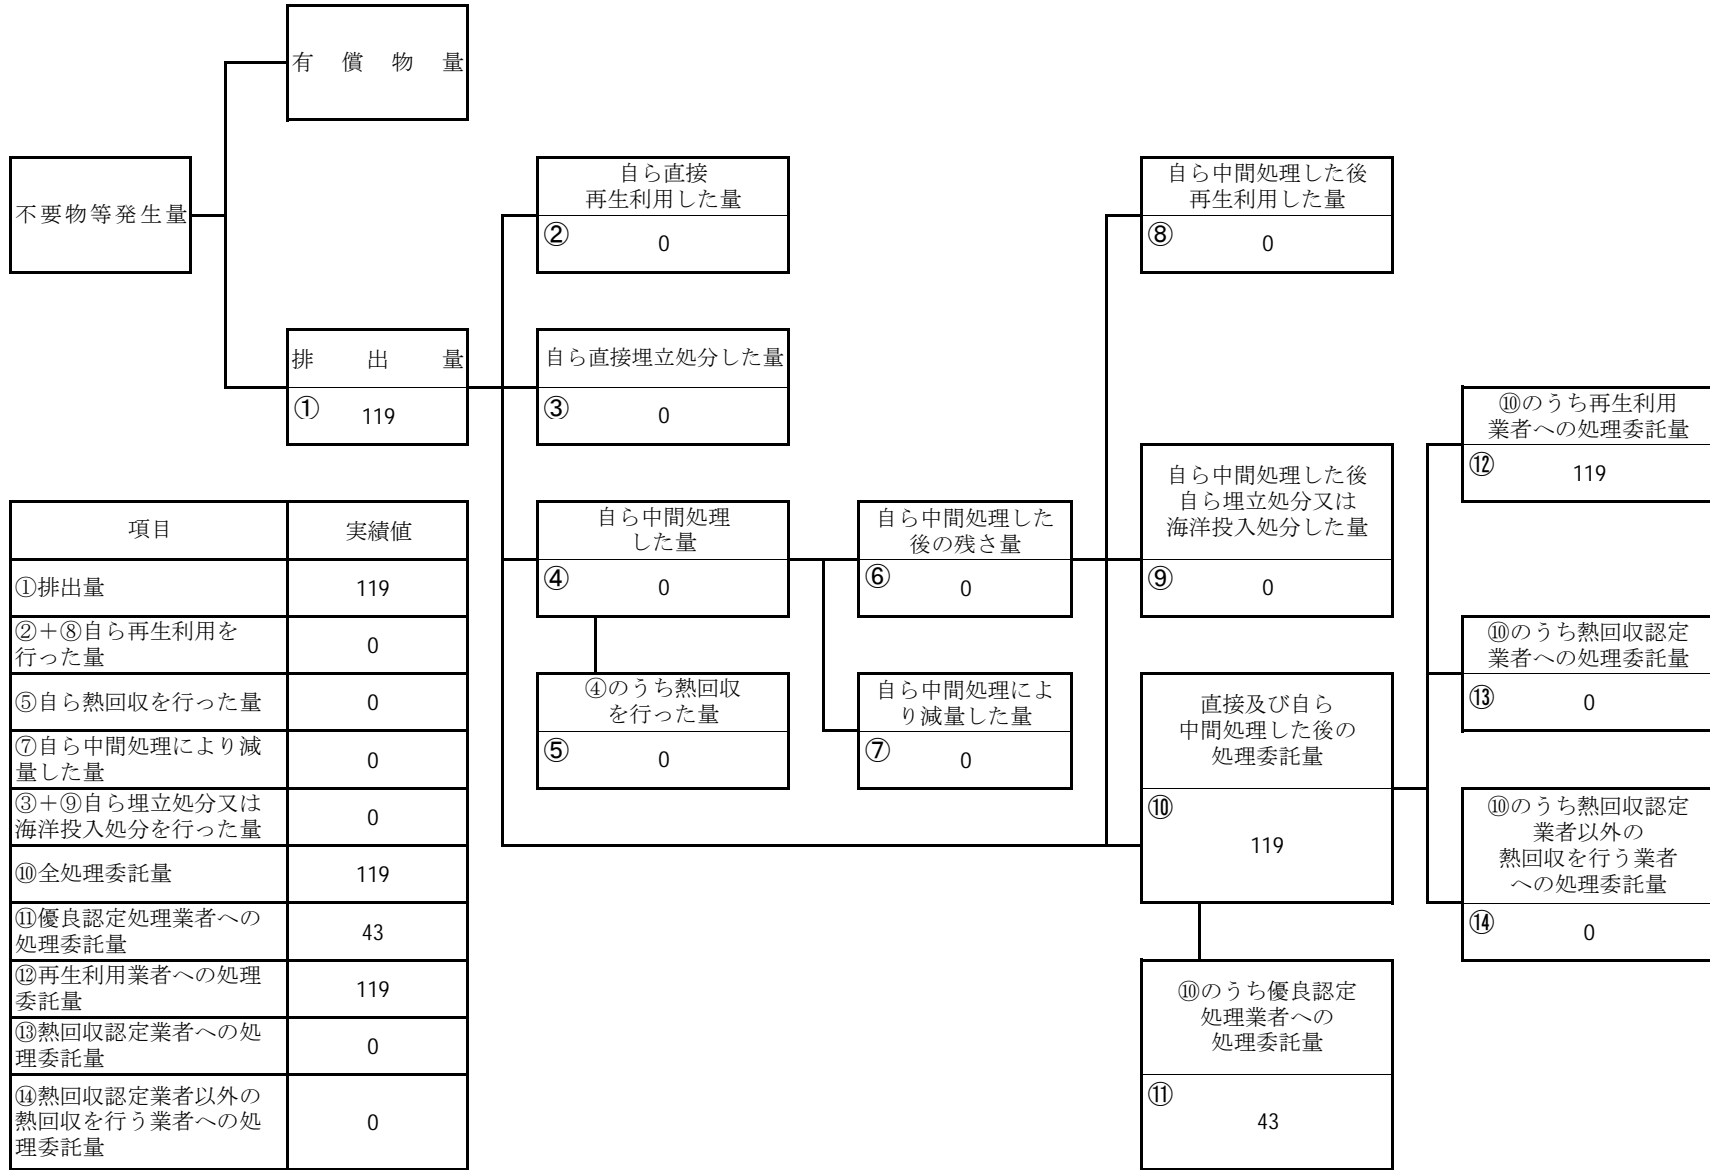 有償物量
不要物等発生量
排出量
① 119
自ら直接
再生利用した量
② 0
自ら直接埋立処分した量
③ 0
自ら中間処理
した量
④ 0
④のうち熱回収
を行った量
⑤ 0
自ら中間処理した
後の残さ量
⑥ 0
自ら中間処理によ
り減量した量
⑦ 0
自ら中間処理した後
再生利用した量
⑧ 0
自ら中間処理した後
自ら埋立処分又は
海洋投入処分した量
⑨ 0
直接及び自ら
中間処理した後の
処理委託量
⑩
119
⑩のうち優良認定
処理業者への
処理委託量
⑪
43
⑩のうち再生利用
業者への処理委託量
⑫ 119
⑩のうち熱回収認定
業者への処理委託量
⑬ 0
⑩のうち熱回収認定
業者以外の
熱回収を行う業者
への処理委託量
⑭ 0
項目 実績値
①排出量 119
②+⑧自ら再生利用を
行った量 0
⑤自ら熱回収を行った量 0
⑦自ら中間処理により減
量した量 0
③+⑨自ら埋立処分又は
海洋投入処分を行った量 0
⑩全処理委託量 119
⑪優良認定処理業者への
処理委託量 43
⑫再生利用業者への処理
委託量 119
⑬熱回収認定業者への処
理委託量 0
⑭熱回収認定業者以外の
熱回収を行う業者への処
理委託量 0